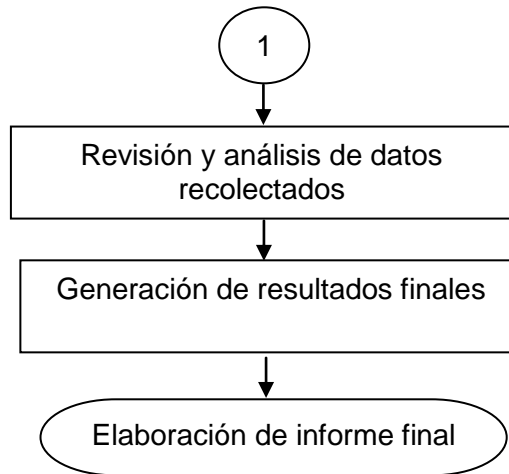 1
Revisión y análisis de datos
recolectados
Generación de resultados finales
Elaboración de informe final